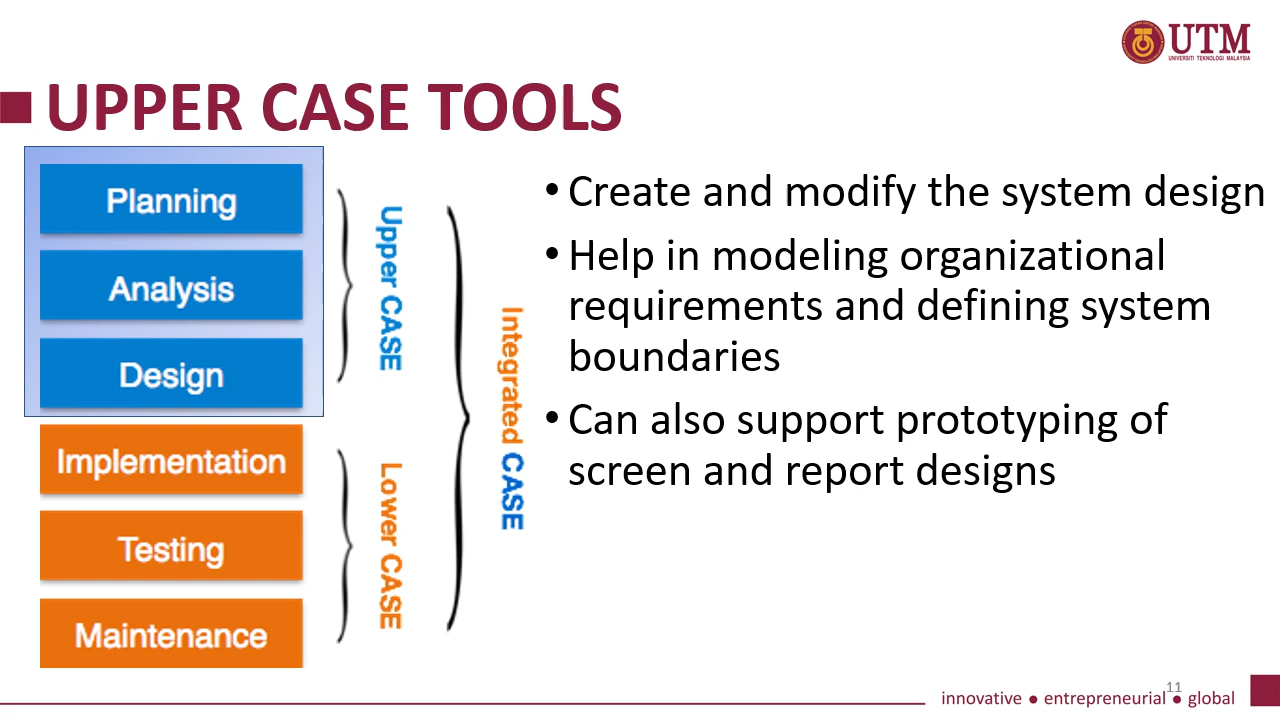 UTM
UNIVERSITI TEKNOLOGI MALAYSIA
UPPER CASE TOOLS
Planning
Analysis
Design
Implementation
Testing
Maintenance
Upper CASE
Lower CASE
Integrated CASE
• Create and modify the system design
• Help in modeling organizational
requirements and defining system
boundaries
• Can also support prototyping of
screen and report designs
11
innovative ● entrepreneurial ● global